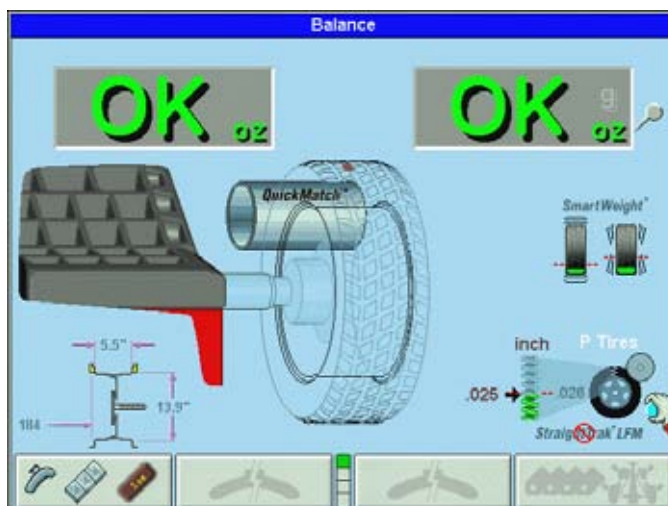 Balance
OK oz
OK g oz
QuickMatch
SmartWeight
5.5"
184
13.9"
inch
P Tires
.025
.026
StraightTrak LFM